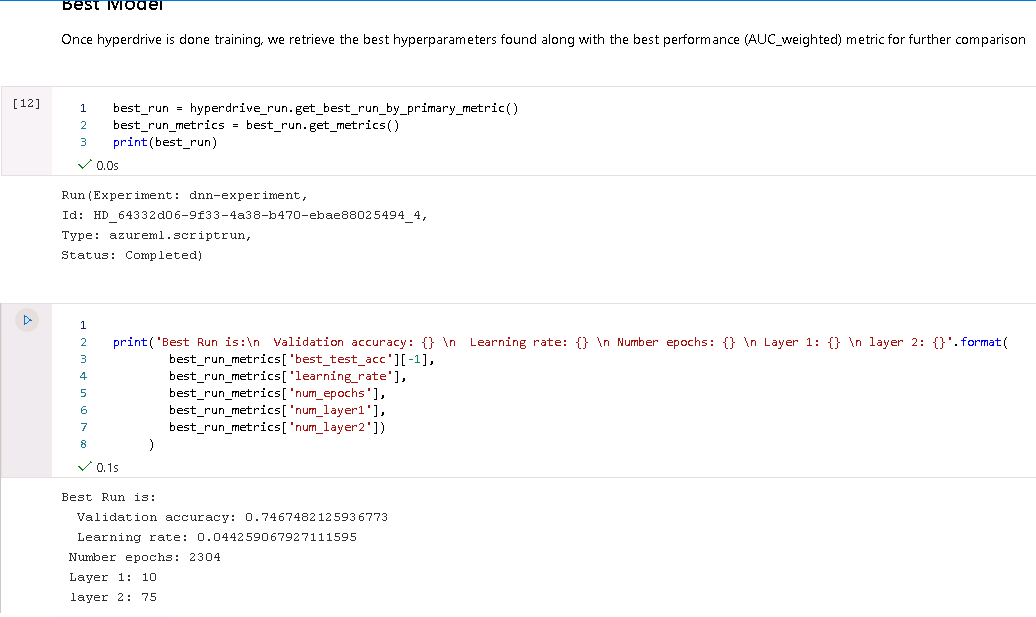 Best Model
Once hyperdrive is done training, we retrieve the best hyperparameters found along with the best performance (AUC_weighted) metric for further comparison
[12]
1 best_run = hyperdrive_run.get_best_run_by_primary_metric()
2 best_run_metrics = best_run.get_metrics()
3 print(best_run)
0.0s
Run(Experiment: dnn-experiment,
Id: HD_64332d06-9f33-4a38-b470-ebae88025494_4,
Type: azureml.scriptrun,
Status: Completed)
1
2 print('Best Run is:\n  Validation accuracy: {} \n  Learning rate: {} \n Number epochs: {} \n Layer 1: {} \n layer 2: {}'.format(
3 best_run_metrics['best_test_acc'][-1],
4 best_run_metrics['learning_rate'],
5 best_run_metrics['num_epochs'],
6 best_run_metrics['num_layer1'],
7 best_run_metrics['num_layer2'])
8 )
0.1s
Best Run is:
Validation accuracy: 0.7467482125936773
Learning rate: 0.044259067927111595
Number epochs: 2304
Layer 1: 10
layer 2: 75